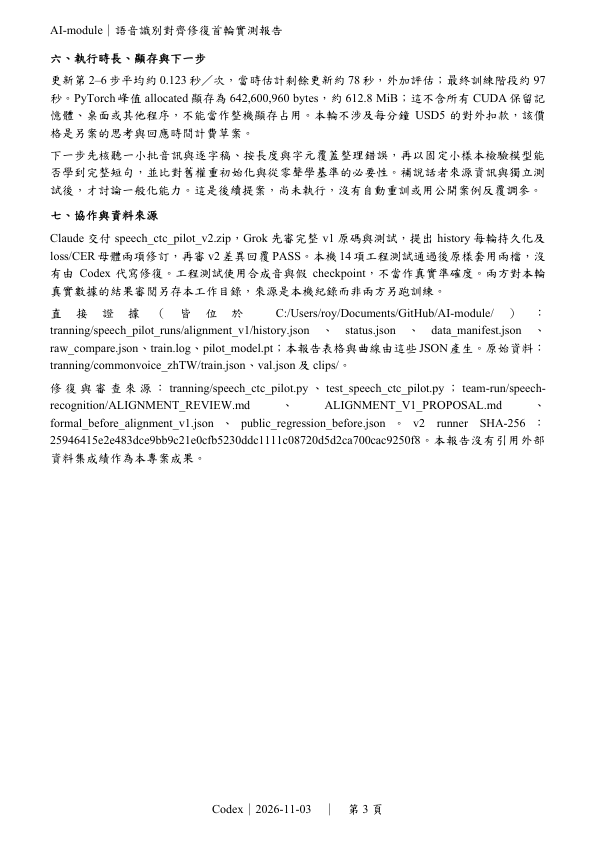 AI-module│語音識別對齊修復首輪實測報告
六、執行時長、顯存與下一步
更新第 2–6 步平均約 0.123 秒／次，當時估計剩餘更新約 78 秒，外加評估；最終訓練階段約 97
秒。PyTorch 峰值 allocated 顯存為 642,600,960 bytes，約 612.8 MiB；這不含所有 CUDA 保留記
憶體、桌面或其他程序，不能當作整機顯存占用。本輪不涉及每分鐘 USD5 的對外扣款，該價
格是另案的思考與回應時間計費草案。
下一步先核聽一小批音訊與逐字稿、按長度與字元覆蓋整理錯誤，再以固定小樣本檢驗模型能
否學到完整短句，並比對舊權重初始化與從零聲學基準的必要性。補說話者來源資訊與獨立測
試後，才討論一般化能力。這是後續提案，尚未執行，沒有自動重訓或用公開案例反覆調參。
七、協作與資料來源
Claude 交付 speech_ctc_pilot_v2.zip，Grok 先審完整 v1 原碼與測試，提出 history 每輪持久化及
loss/CER 母體兩項修訂，再審 v2 差異回覆 PASS。本機 14 項工程測試通過後原樣套用兩檔，沒
有由 Codex 代寫修復。工程測試使用合成音與假 checkpoint，不當作真實準確度。兩方對本輪
真實數據的結果審閱另存本工作目錄，來源是本機紀錄而非兩方另跑訓練。
直接證據（皆位於 C:/Users/roy/Documents/GitHub/AI-module/）：
tranning/speech_pilot_runs/alignment_v1/history.json、status.json、data_manifest.json、
raw_compare.json、train.log、pilot_model.pt；本報告表格與曲線由這些 JSON 產生。原始資料：
tranning/commonvoice_zhTW/train.json、val.json 及 clips/。
修復與審查來源：tranning/speech_ctc_pilot.py、test_speech_ctc_pilot.py；team-run/speech-
recognition/ALIGNMENT_REVIEW.md、ALIGNMENT_V1_PROPOSAL.md、
formal_before_alignment_v1.json、public_regression_before.json。v2 runner SHA-256：
25946415e2e483dce9bb9c21e0cfb5230ddc1111c08720d5d2ca700cac9250f8。本報告沒有引用外部
資料集成績作為本專案成果。
Codex│2026-11-03 │ 第 3 頁